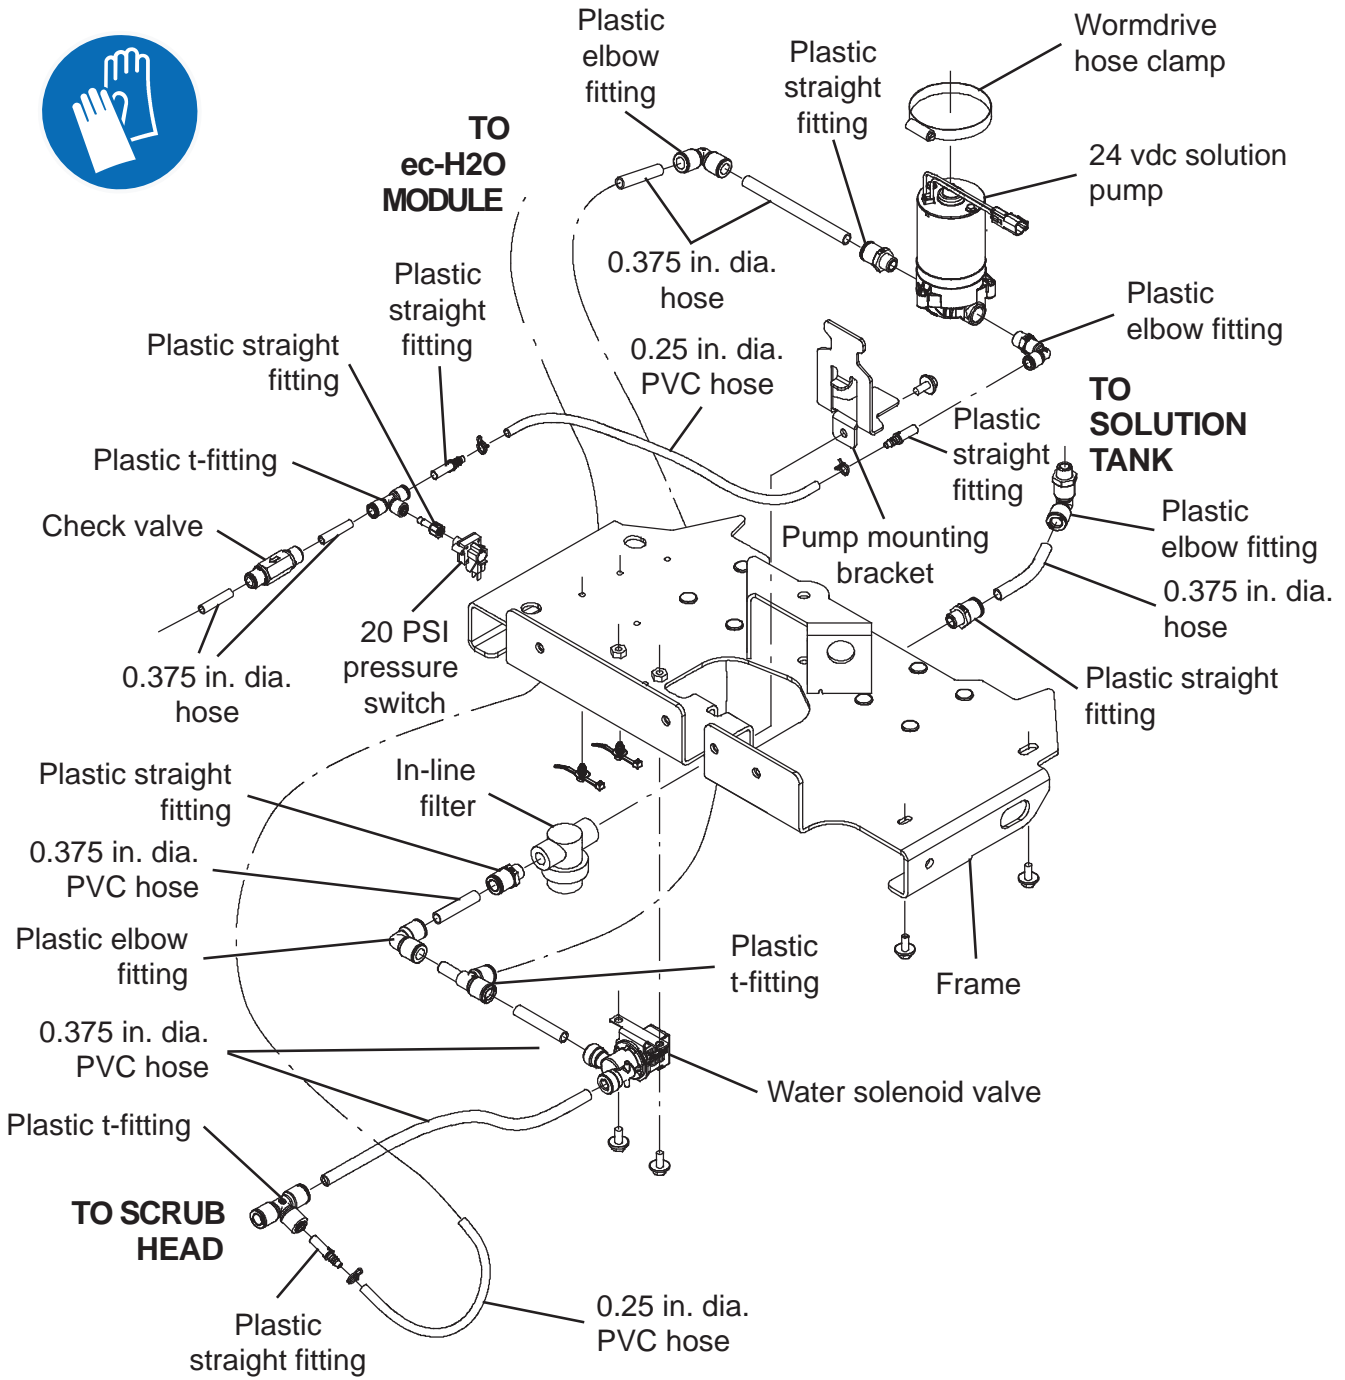 Plastic
elbow
fitting
Plastic
straight
fitting
Wormdrive
hose clamp
TO
ec-H2O
MODULE
24 vdc solution
pump
0.375 in. dia.
hose
Plastic
straight
fitting
Plastic
elbow fitting
Plastic straight
fitting
0.25 in. dia.
PVC hose
TO
SOLUTION
TANK
Plastic
straight
fitting
Plastic t-fitting
Check valve
Pump mounting
bracket
Plastic
elbow fitting
0.375 in. dia.
hose
20 PSI
pressure
switch
0.375 in. dia.
hose
Plastic straight
fitting
Plastic straight
fitting
In-line
filter
0.375 in. dia.
PVC hose
Plastic elbow
fitting
Plastic
t-fitting
Frame
0.375 in. dia.
PVC hose
Water solenoid valve
Plastic t-fitting
TO SCRUB
HEAD
0.25 in. dia.
PVC hose
Plastic
straight fitting